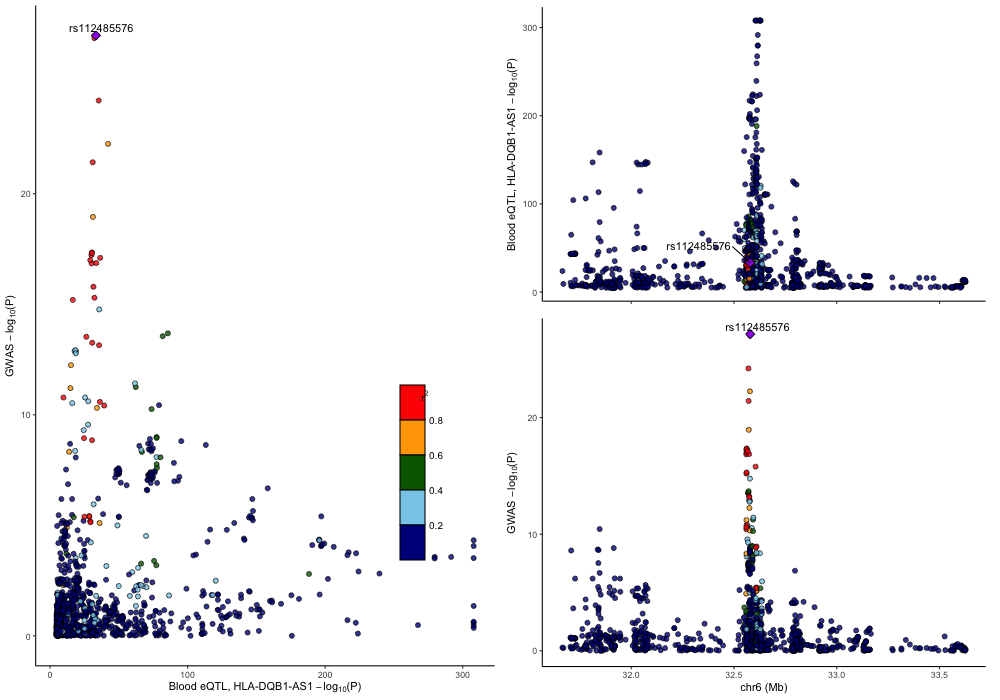 rs112485576
20
10
0
GWAS – log10(P)
0
100
200
300
Blood eQTL, HLA-DQB1-AS1 – log10(P)
r2
0.8
0.6
0.4
0.2
300
200
100
0
Blood eQTL, HLA-DQB1-AS1 – log10(P)
rs112485576
rs112485576
20
10
0
GWAS – log10(P)
32.0
32.5
33.0
33.5
chr6 (Mb)